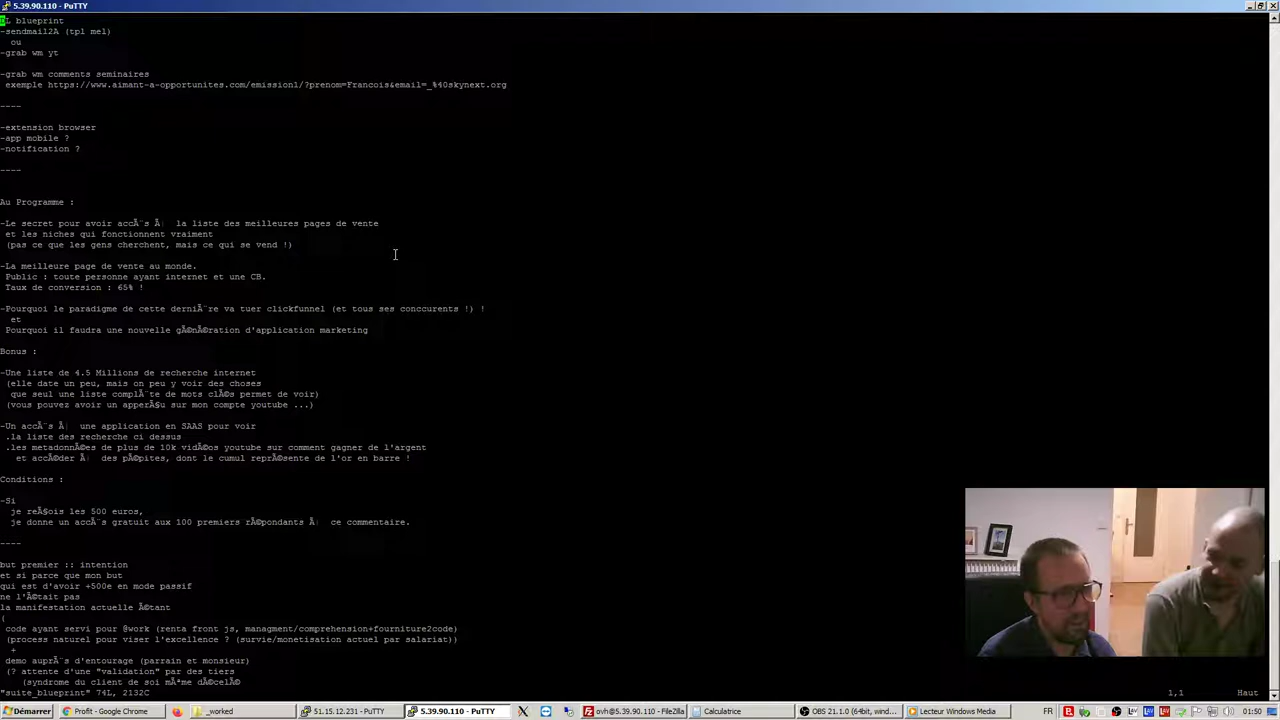 5.39.90.110 - PuTTY
L blueprint
-sendmail2A (tpl mel)
ou
-grab wm yt
-grab wm comments seminaires
exemple https://www.aimant-a-opportunites.com/emission1/?prenom=Francois&email=_%40skynext.org
----
-extension browser
-app mobile ?
-notification ?
----
Au Programme :
-Le secret pour avoir accÃ¨s Ã  la liste des meilleures pages de vente
et les niches qui fonctionnent vraiment
(pas ce que les gens cherchent, mais ce qui se vend !)
-La meilleure page de vente au monde.
Public : toute personne ayant internet et une CB.
Taux de conversion : 65% !
-Pourquoi le paradigme de cette derniÃ¨re va tuer clickfunnel (et tous ses conccurents !) !
et
Pourquoi il faudra une nouvelle gÃ©nÃ©ration d'application marketing
Bonus :
-Une liste de 4.5 Millions de recherche internet
(elle date un peu, mais on peu y voir des choses
que seul une liste complÃ¨te de mots clÃ©s permet de voir)
(vous pouvez avoir un apperÃ§u sur mon compte youtube ...)
-Un accÃ¨s Ã  une application en SAAS pour voir
.la liste des recherche ci dessus
.les metadonnÃ©es de plus de 10k vidÃ©os youtube sur comment gagner de l'argent
et accÃ©der Ã  des pÃ©pites, dont le cumul reprÃ©sente de l'or en barre !
Conditions :
-Si
je reÃ§ois les 500 euros,
je donne un accÃ¨s gratuit aux 100 premiers rÃ©pondants Ã  ce commentaire.
----
but premier :: intention
et si parce que mon but
qui est d'avoir +500e en mode passif
ne l'Ã©tait pas
la manifestation actuelle Ã©tant
(
code ayant servi pour @work (renta front js, managment/comprehension+fourniture2code)
(process naturel pour viser l'excellence ? (survie/monetisation actuel par salariat))
+
demo auprÃ¨s d'entourage (parrain et monsieur)
(? attente d'une "validation" par des tiers
(syndrome du client de soi mÃªme dÃ©celÃ©
"suite_blueprint" 74L, 2132C 1,1 Haut
Démarrer Profit - Google Chrome _worked 51.15.12.231 - PuTTY 5.39.90.110 - PuTTY ovh@5.39.90.110 - FileZilla Calculatrice OBS 21.1.0 (64bit, win... Lecteur Windows Media FR 01:50